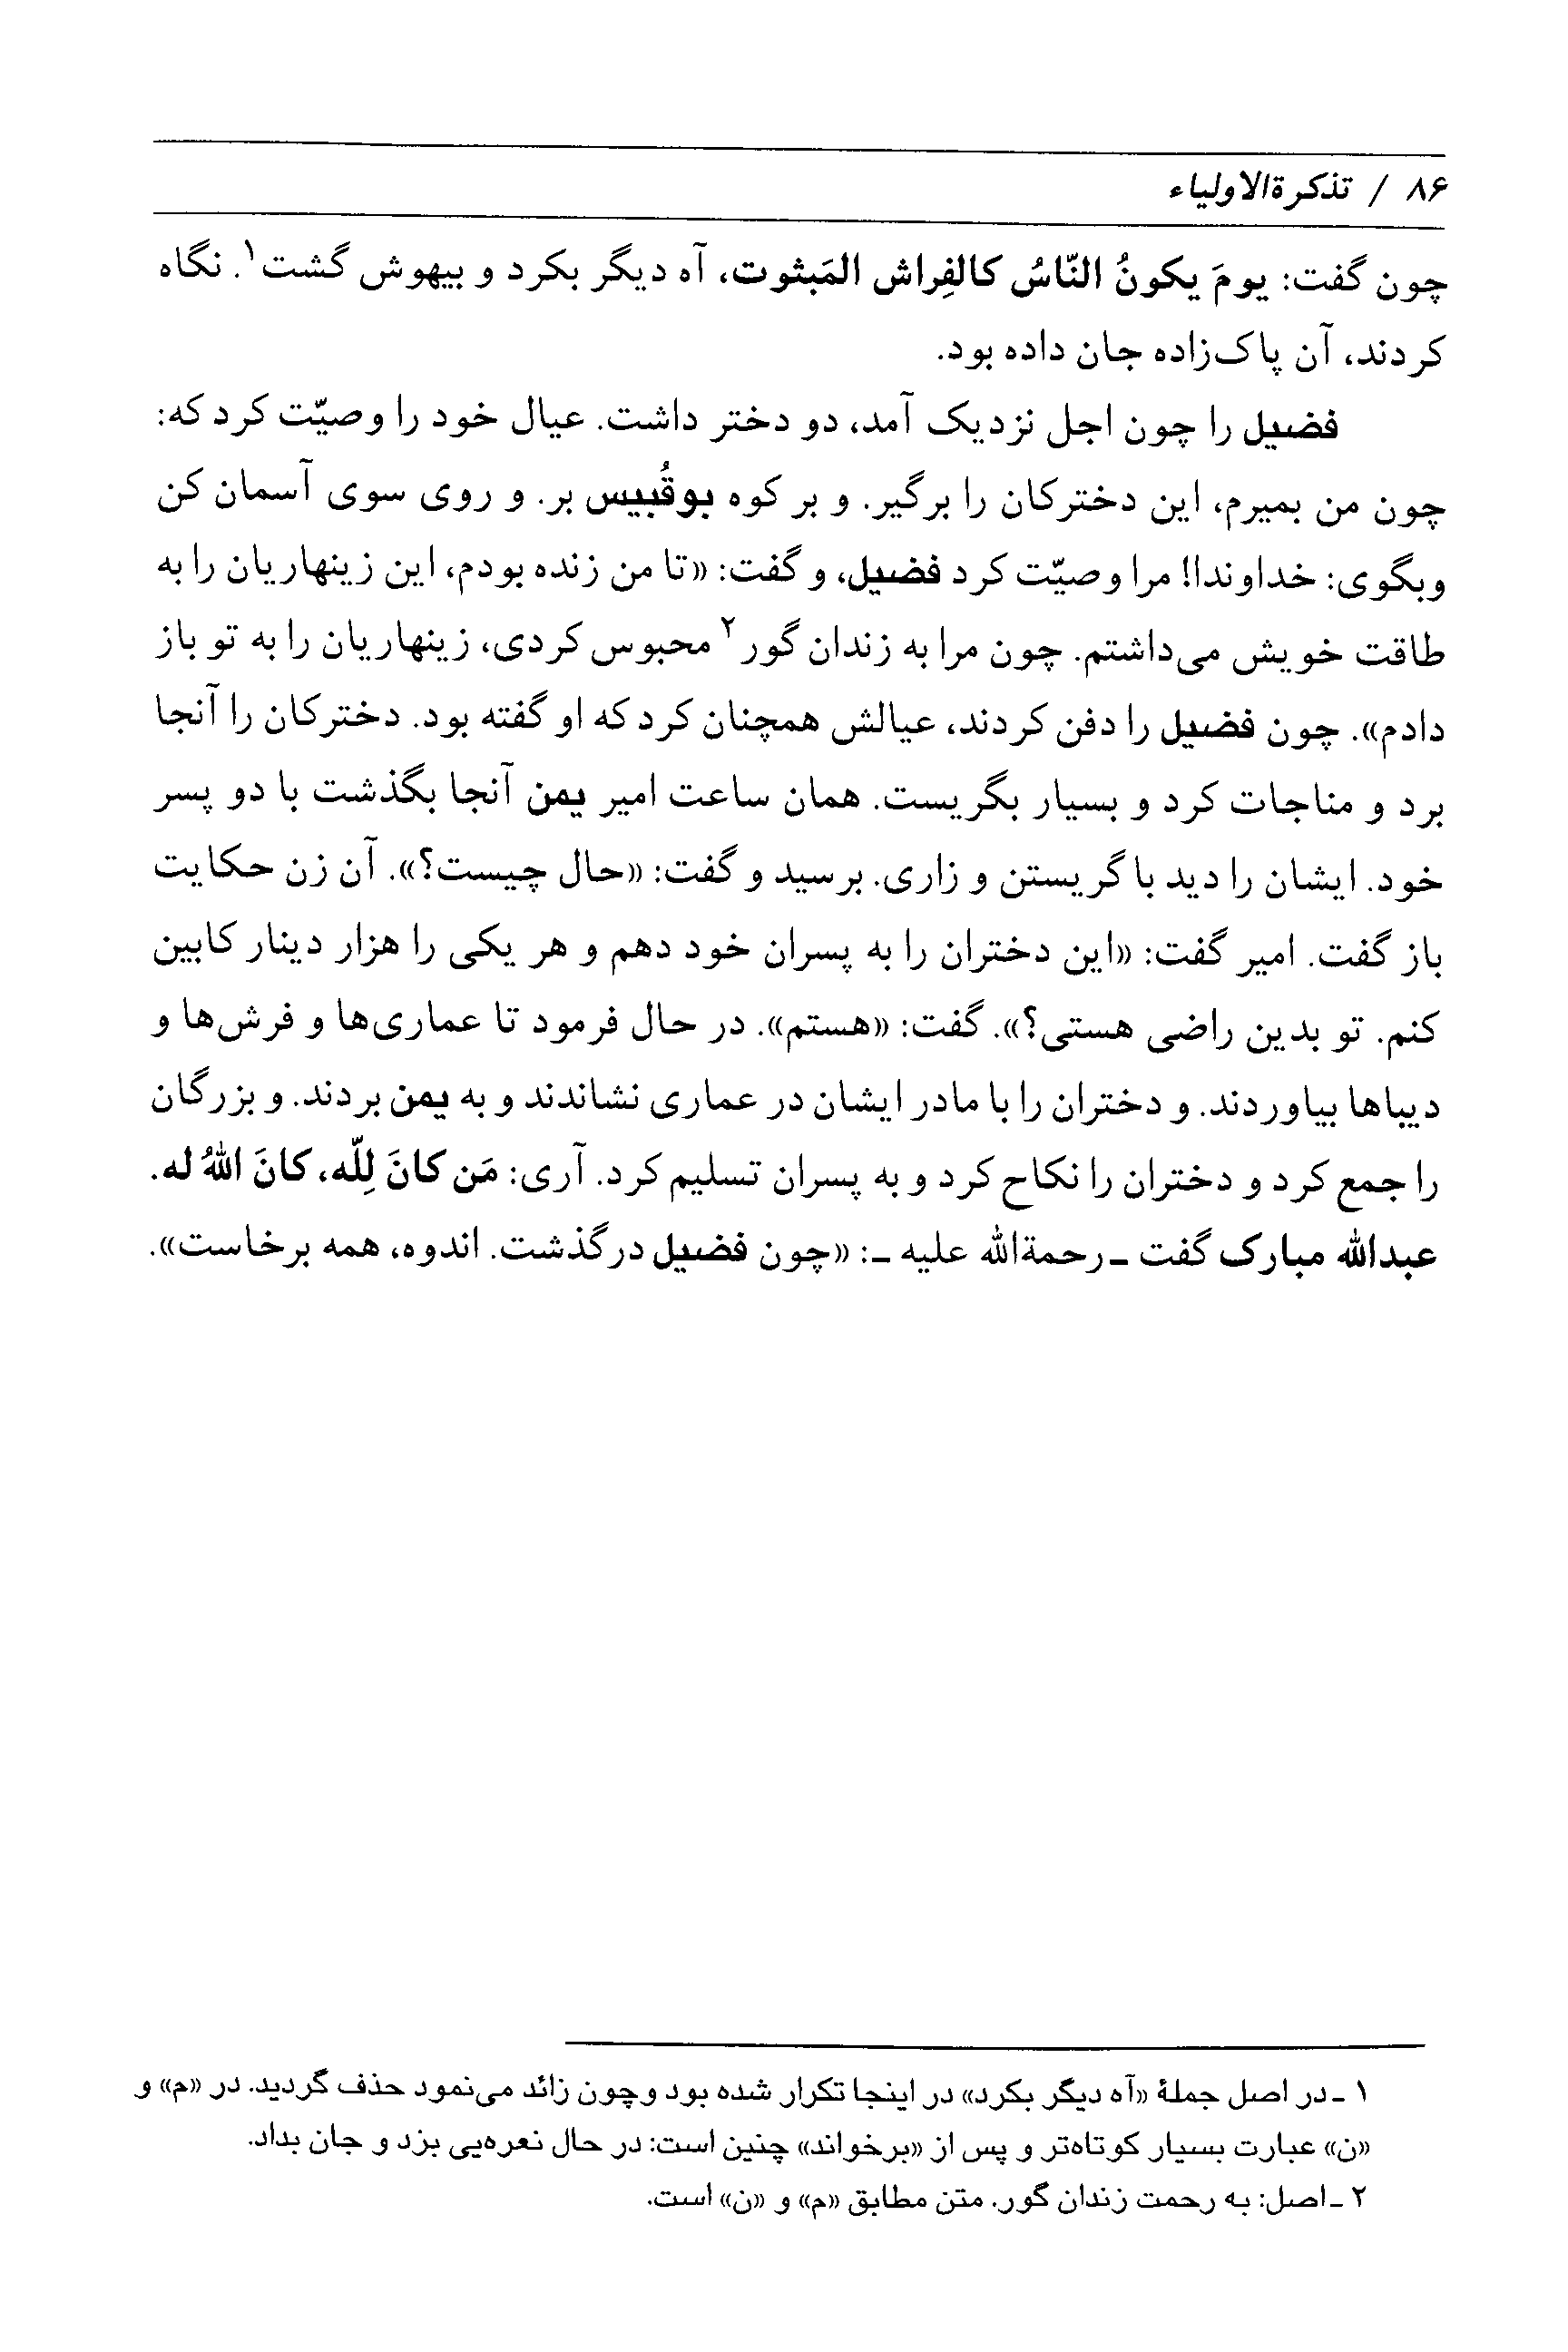 ۸۶ / تذکرةالاولیاء
چون گفت: یومَ یکونُ النّاسُ کالفِراش المَبثوت، آه دیگر بکرد و بیهوش گشت۱. نگاه
کردند، آن پاک‌زاده جان داده بود.
فضیل را چون اجل نزدیک آمد، دو دختر داشت. عیال خود را وصیّت کرد که:
چون من بمیرم، این دخترکان را برگیر. و بر کوه بوقُبیس بر. و روی سوی آسمان کن
وبگوی: خداوندا! مرا وصیّت کرد فضیل، و گفت: «تا من زنده بودم، این زینهاریان را به
طاقت خویش می‌داشتم. چون مرا به زندان گور۲ محبوس کردی، زینهاریان را به تو باز
دادم». چون فضیل را دفن کردند، عیالش همچنان کرد که او گفته بود. دخترکان را آنجا
برد و مناجات کرد و بسیار بگریست. همان ساعت امیر یمن آنجا بگذشت با دو پسر
خود. ایشان را دید با گریستن و زاری. برسید و گفت: «حال چیست؟». آن زن حکایت
باز گفت. امیر گفت: «این دختران را به پسران خود دهم و هر یکی را هزار دینار کابین
کنم. تو بدین راضی هستی؟». گفت: «هستم». در حال فرمود تا عماری‌ها و فرش‌ها و
دیباها بیاوردند. و دختران را با مادر ایشان در عماری نشاندند و به یمن بردند. و بزرگان
را جمع کرد و دختران را نکاح کرد و به پسران تسلیم کرد. آری: مَن کانَ لِلّه، کانَ اللهُ له.
عبدالله مبارک گفت ـ رحمةالله علیه ـ: «چون فضیل درگذشت. اندوه، همه برخاست».
۱ ـ در اصل جملهٔ «آه دیگر بکرد» در اینجا تکرار شده بود وچون زائد می‌نمود حذف گردید. در «م» و
«ن» عبارت بسیار کوتاه‌تر و پس از «برخواند» چنین است: در حال نعره‌یی بزد و جان بداد.
۲ ـ اصل: به رحمت زندان گور. متن مطابق «م» و «ن» است.